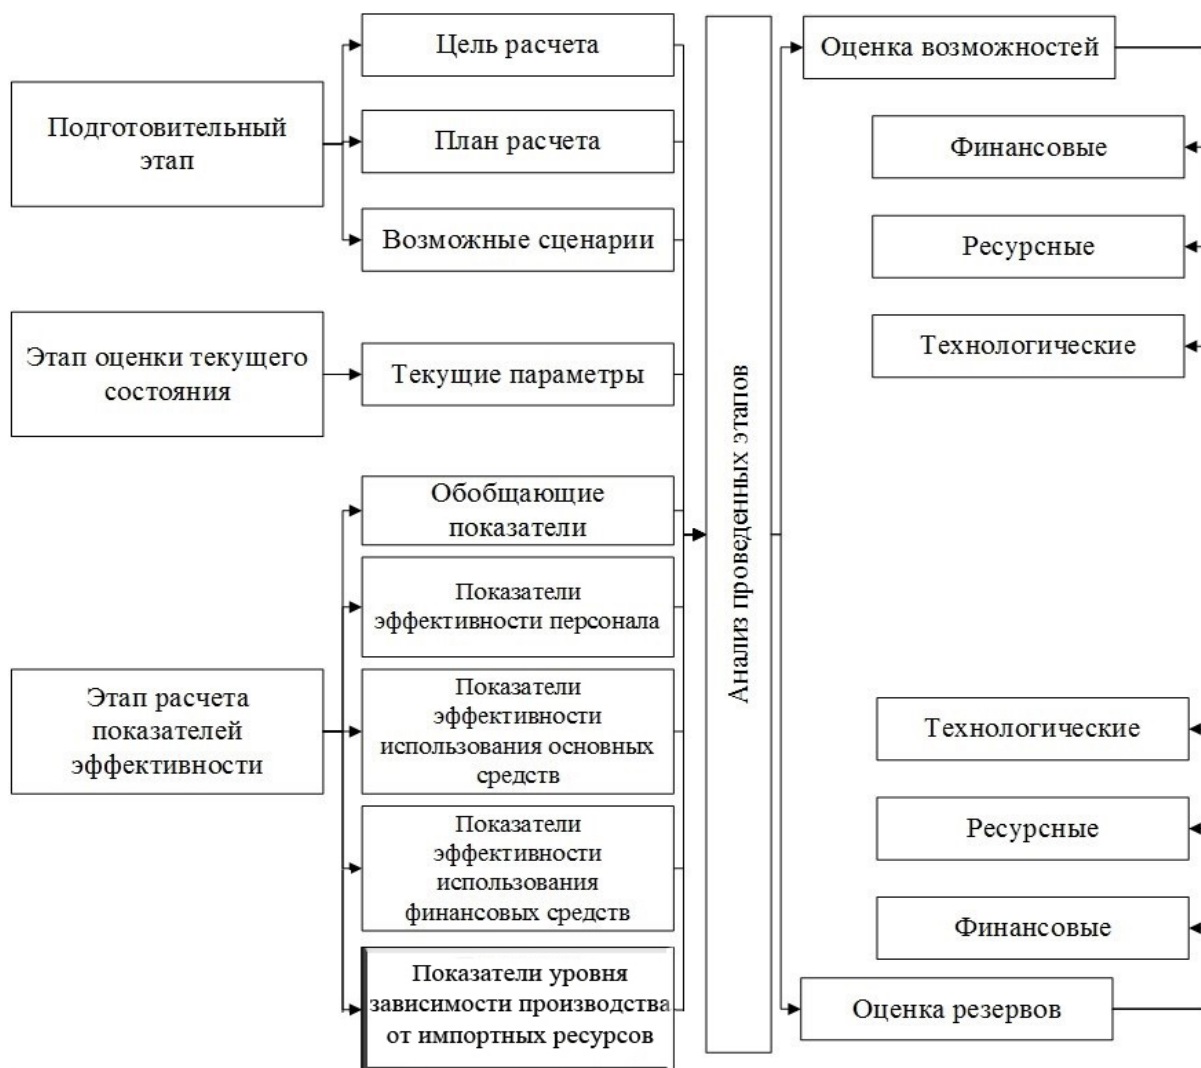 Подготовительный
этап
Цель расчета
План расчета
Возможные сценарии
Этап оценки текущего
состояния
Текущие параметры
Этап расчета
показателей
эффективности
Обобщающие
показатели
Показатели
эффективности персонала
Показатели
эффективности
использования основных
средств
Показатели
эффективности
использования
финансовых средств
Показатели уровня
зависимости производства
от импортных ресурсов
Анализ проведенных этапов
Оценка возможностей
Финансовые
Ресурсные
Технологические
Технологические
Ресурсные
Финансовые
Оценка резервов